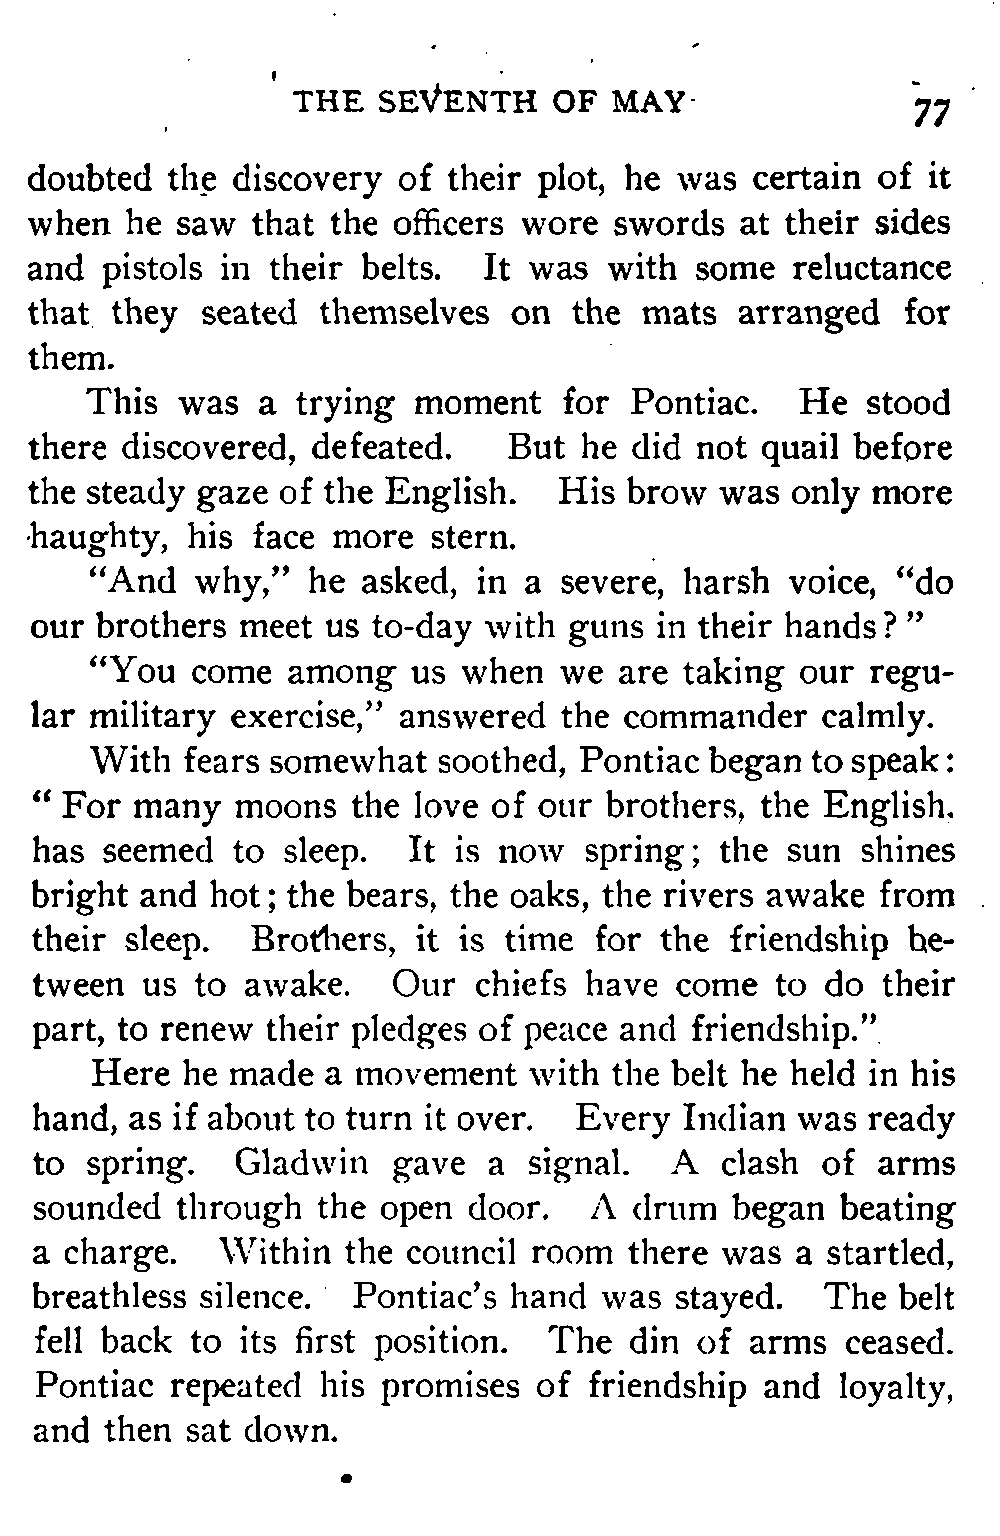 THE SEVENTH OF MAY 77
doubted the discovery of their plot, he was certain of it
when he saw that the officers wore swords at their sides
and pistols in their belts. It was with some reluctance
that they seated themselves on the mats arranged for
them.
This was a trying moment for Pontiac. He stood
there discovered, defeated. But he did not quail before
the steady gaze of the English. His brow was only more
haughty, his face more stern.
"And why," he asked, in a severe, harsh voice, "do
our brothers meet us to-day with guns in their hands?"
"You come among us when we are taking our regu-
lar military exercise," answered the commander calmly.
With fears somewhat soothed, Pontiac began to speak:
"For many moons the love of our brothers, the English.
has seemed to sleep. It is now spring; the sun shines
bright and hot; the bears, the oaks, the rivers awake from
their sleep. Brothers, it is time for the friendship be-
tween us to awake. Our chiefs have come to do their
part, to renew their pledges of peace and friendship."
Here he made a movement with the belt he held in his
hand, as if about to turn it over. Every Indian was ready
to spring. Gladwin gave a signal. A clash of arms
sounded through the open door. A drum began beating
a charge. Within the council room there was a startled,
breathless silence. Pontiac's hand was stayed. The belt
fell back to its first position. The din of arms ceased.
Pontiac repeated his promises of friendship and loyalty,
and then sat down.